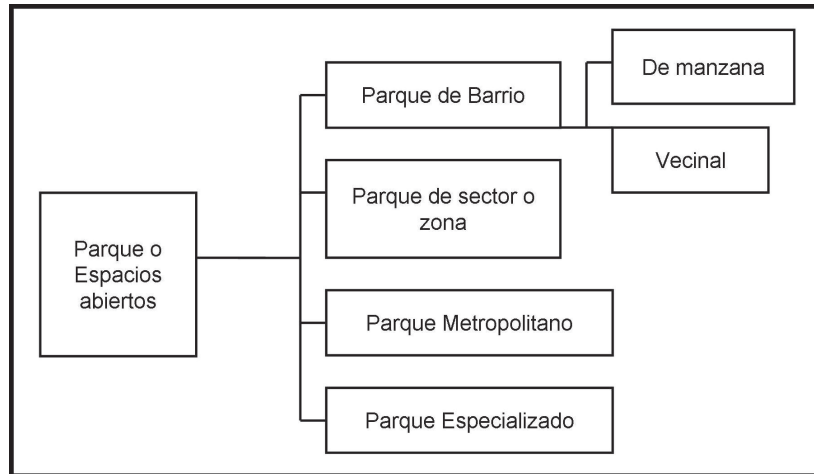 Parque o
Espacios
abiertos
Parque de Barrio
De manzana
Vecinal
Parque de sector o
zona
Parque Metropolitano
Parque Especializado